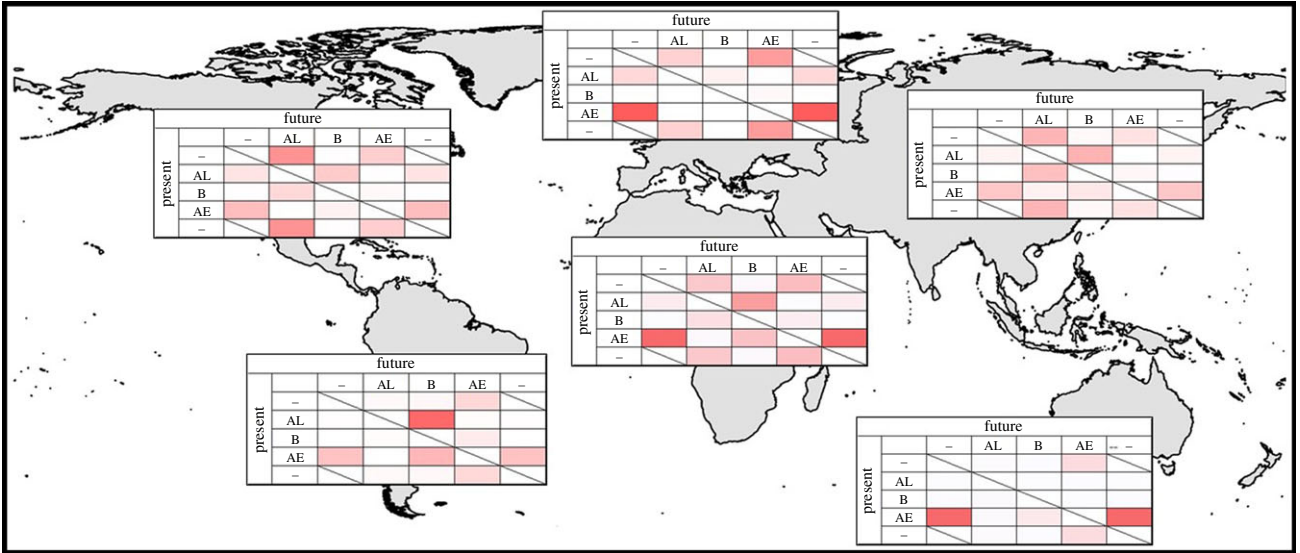 future
– AL B AE –
present
–
AL
B
AE
–
future
– AL B AE –
present
–
AL
B
AE
–
future
– AL B AE –
present
–
AL
B
AE
–
future
– AL B AE –
present
–
AL
B
AE
–
future
– AL B AE –
present
–
AL
B
AE
–
future
– AL B AE –
present
–
AL
B
AE
–